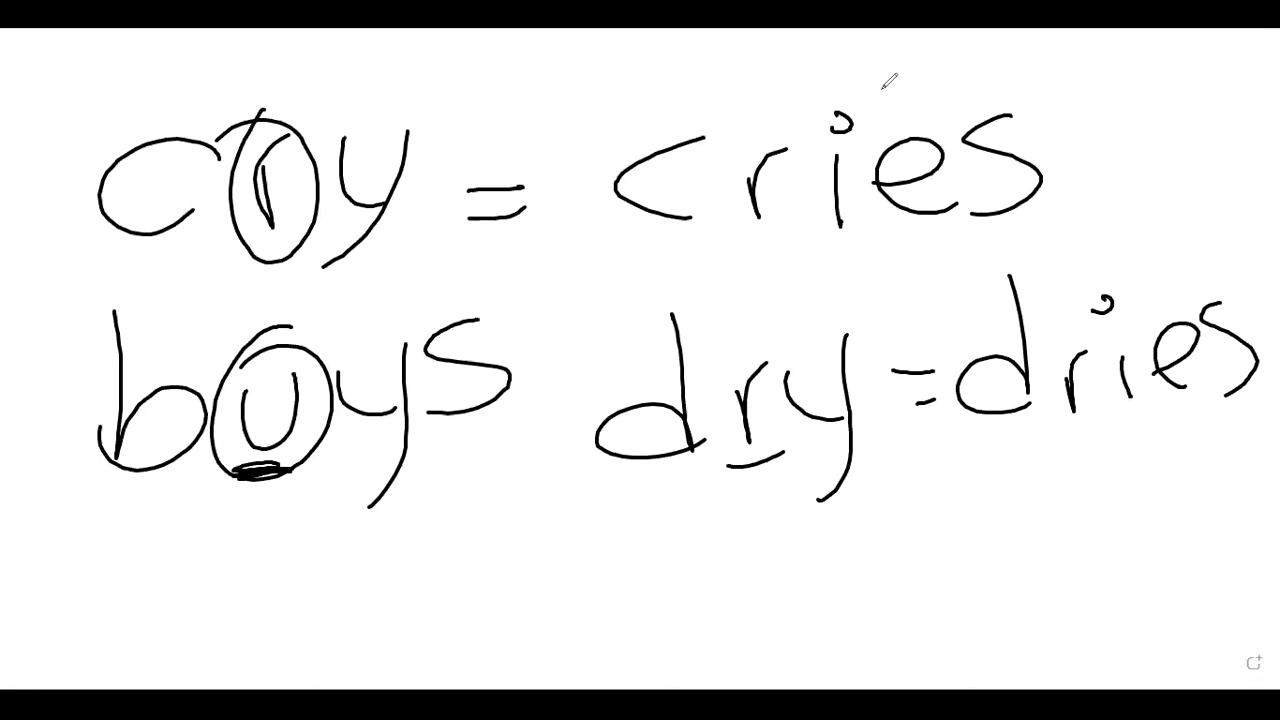 cry = cries
boys dry = dries